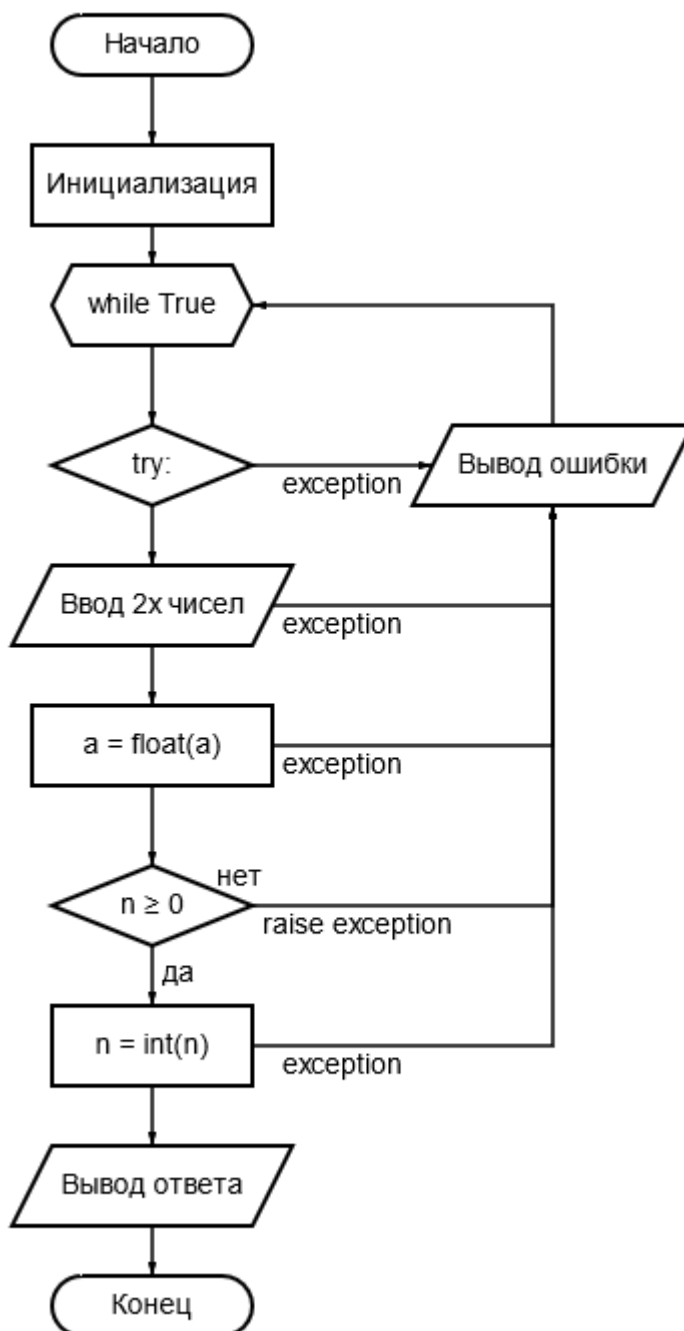 Начало
Инициализация
while True
try:
exception
Вывод ошибки
Ввод 2х чисел
exception
a = float(a)
exception
n ≥ 0
нет
raise exception
да
n = int(n)
exception
Вывод ответа
Конец